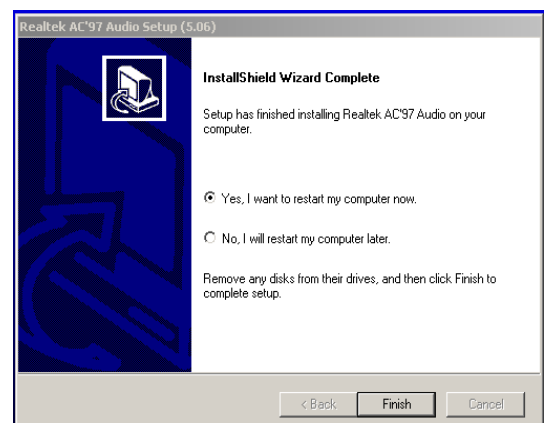 Realtek AC'97 Audio Setup (5.06)
InstallShield Wizard Complete
Setup has finished installing Realtek AC'97 Audio on your
computer.
Yes, I want to restart my computer now.
No, I will restart my computer later.
Remove any disks from their drives, and then click Finish to
complete setup.
< Back Finish Cancel